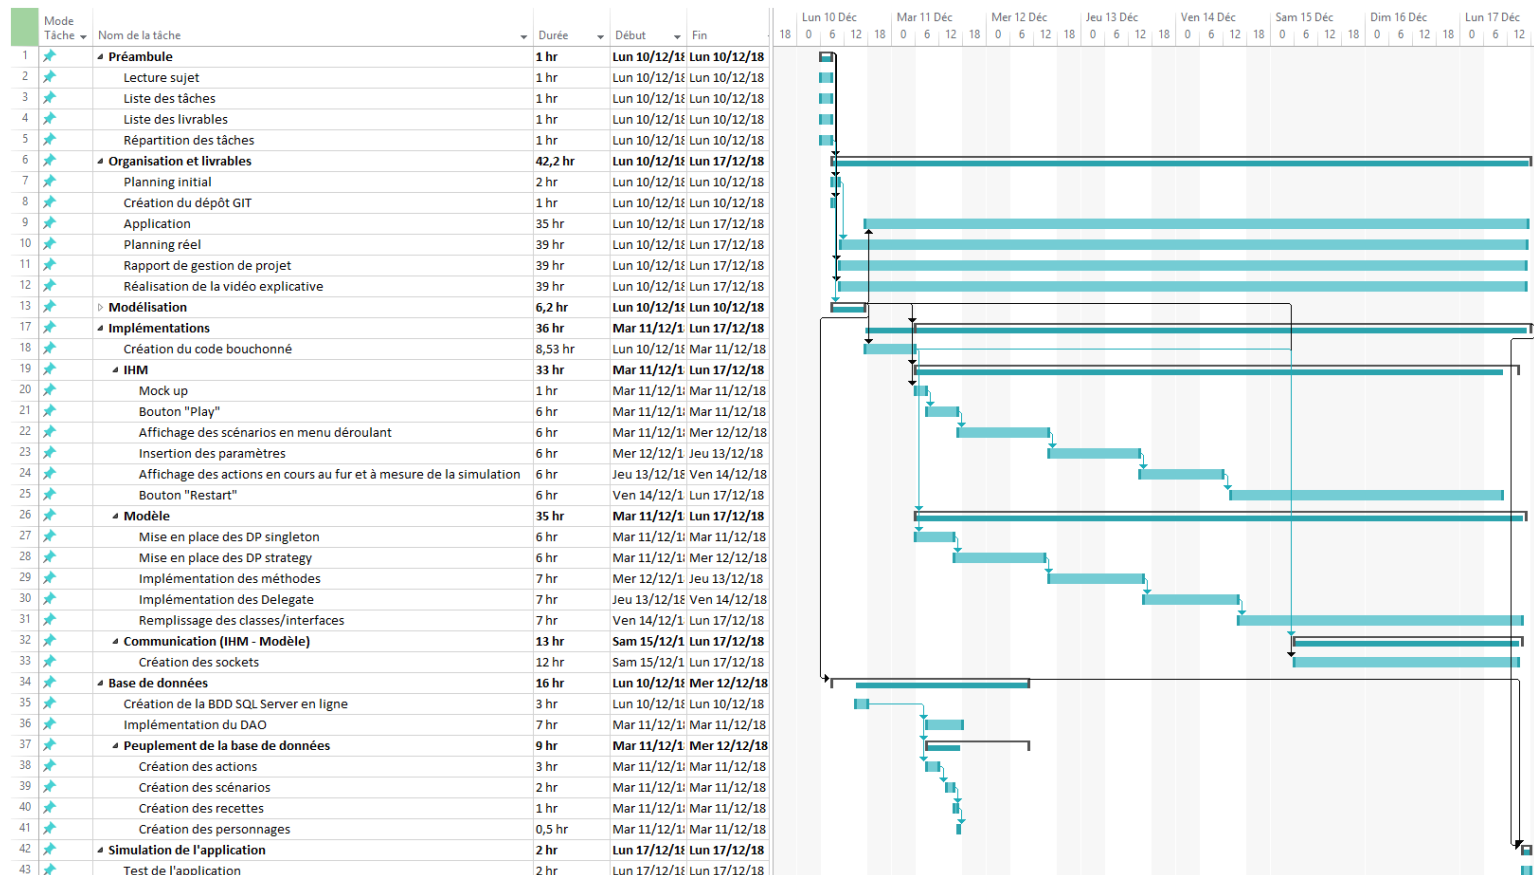 Lun 10 Déc Mar 11 Déc Mer 12 Déc Jeu 13 Déc Ven 14 Déc Sam 15 Déc Dim 16 Déc Lun 17 Déc
18 0 6 12 18 0 6 12 18 0 6 12 18 0 6 12 18 0 6 12 18 0 6 12 18 0 6 12 18 0 6 12
Mode Tâche Nom de la tâche Durée Début Fin
1 Préambule 1 hr Lun 10/12/18 Lun 10/12/18
2 Lecture sujet 1 hr Lun 10/12/18 Lun 10/12/18
3 Liste des tâches 1 hr Lun 10/12/18 Lun 10/12/18
4 Liste des livrables 1 hr Lun 10/12/18 Lun 10/12/18
5 Répartition des tâches 1 hr Lun 10/12/18 Lun 10/12/18
6 Organisation et livrables 42,2 hr Lun 10/12/18 Lun 17/12/18
7 Planning initial 2 hr Lun 10/12/18 Lun 10/12/18
8 Création du dépôt GIT 1 hr Lun 10/12/18 Lun 10/12/18
9 Application 35 hr Lun 10/12/18 Lun 17/12/18
10 Planning réel 39 hr Lun 10/12/18 Lun 17/12/18
11 Rapport de gestion de projet 39 hr Lun 10/12/18 Lun 17/12/18
12 Réalisation de la vidéo explicative 39 hr Lun 10/12/18 Lun 17/12/18
13 Modélisation 6,2 hr Lun 10/12/18 Lun 10/12/18
17 Implémentations 36 hr Mar 11/12/1 Lun 17/12/18
18 Création du code bouchonné 8,53 hr Lun 10/12/18 Mar 11/12/18
19 IHM 33 hr Mar 11/12/1 Lun 17/12/18
20 Mock up 1 hr Mar 11/12/1 Mar 11/12/18
21 Bouton "Play" 6 hr Mar 11/12/1 Mar 11/12/18
22 Affichage des scénarios en menu déroulant 6 hr Mar 11/12/1 Mer 12/12/18
23 Insertion des paramètres 6 hr Mer 12/12/1 Jeu 13/12/18
24 Affichage des actions en cours au fur et à mesure de la simulation 6 hr Jeu 13/12/18 Ven 14/12/18
25 Bouton "Restart" 6 hr Ven 14/12/1 Lun 17/12/18
26 Modèle 35 hr Mar 11/12/1 Lun 17/12/18
27 Mise en place des DP singleton 6 hr Mar 11/12/1 Mar 11/12/18
28 Mise en place des DP strategy 6 hr Mar 11/12/1 Mer 12/12/18
29 Implémentation des méthodes 7 hr Mer 12/12/1 Jeu 13/12/18
30 Implémentation des Delegate 7 hr Jeu 13/12/18 Ven 14/12/18
31 Remplissage des classes/interfaces 7 hr Ven 14/12/1 Lun 17/12/18
32 Communication (IHM - Modèle) 13 hr Sam 15/12/1 Lun 17/12/18
33 Création des sockets 12 hr Sam 15/12/1 Lun 17/12/18
34 Base de données 16 hr Lun 10/12/18 Mer 12/12/18
35 Création de la BDD SQL Server en ligne 3 hr Lun 10/12/18 Lun 10/12/18
36 Implémentation du DAO 7 hr Mar 11/12/1 Mar 11/12/18
37 Peuplement de la base de données 9 hr Mar 11/12/1 Mer 12/12/18
38 Création des actions 3 hr Mar 11/12/1 Mar 11/12/18
39 Création des scénarios 2 hr Mar 11/12/1 Mar 11/12/18
40 Création des recettes 1 hr Mar 11/12/1 Mar 11/12/18
41 Création des personnages 0,5 hr Mar 11/12/1 Mar 11/12/18
42 Simulation de l'application 2 hr Lun 17/12/18 Lun 17/12/18
43 Test de l'application 2 hr Lun 17/12/18 Lun 17/12/18